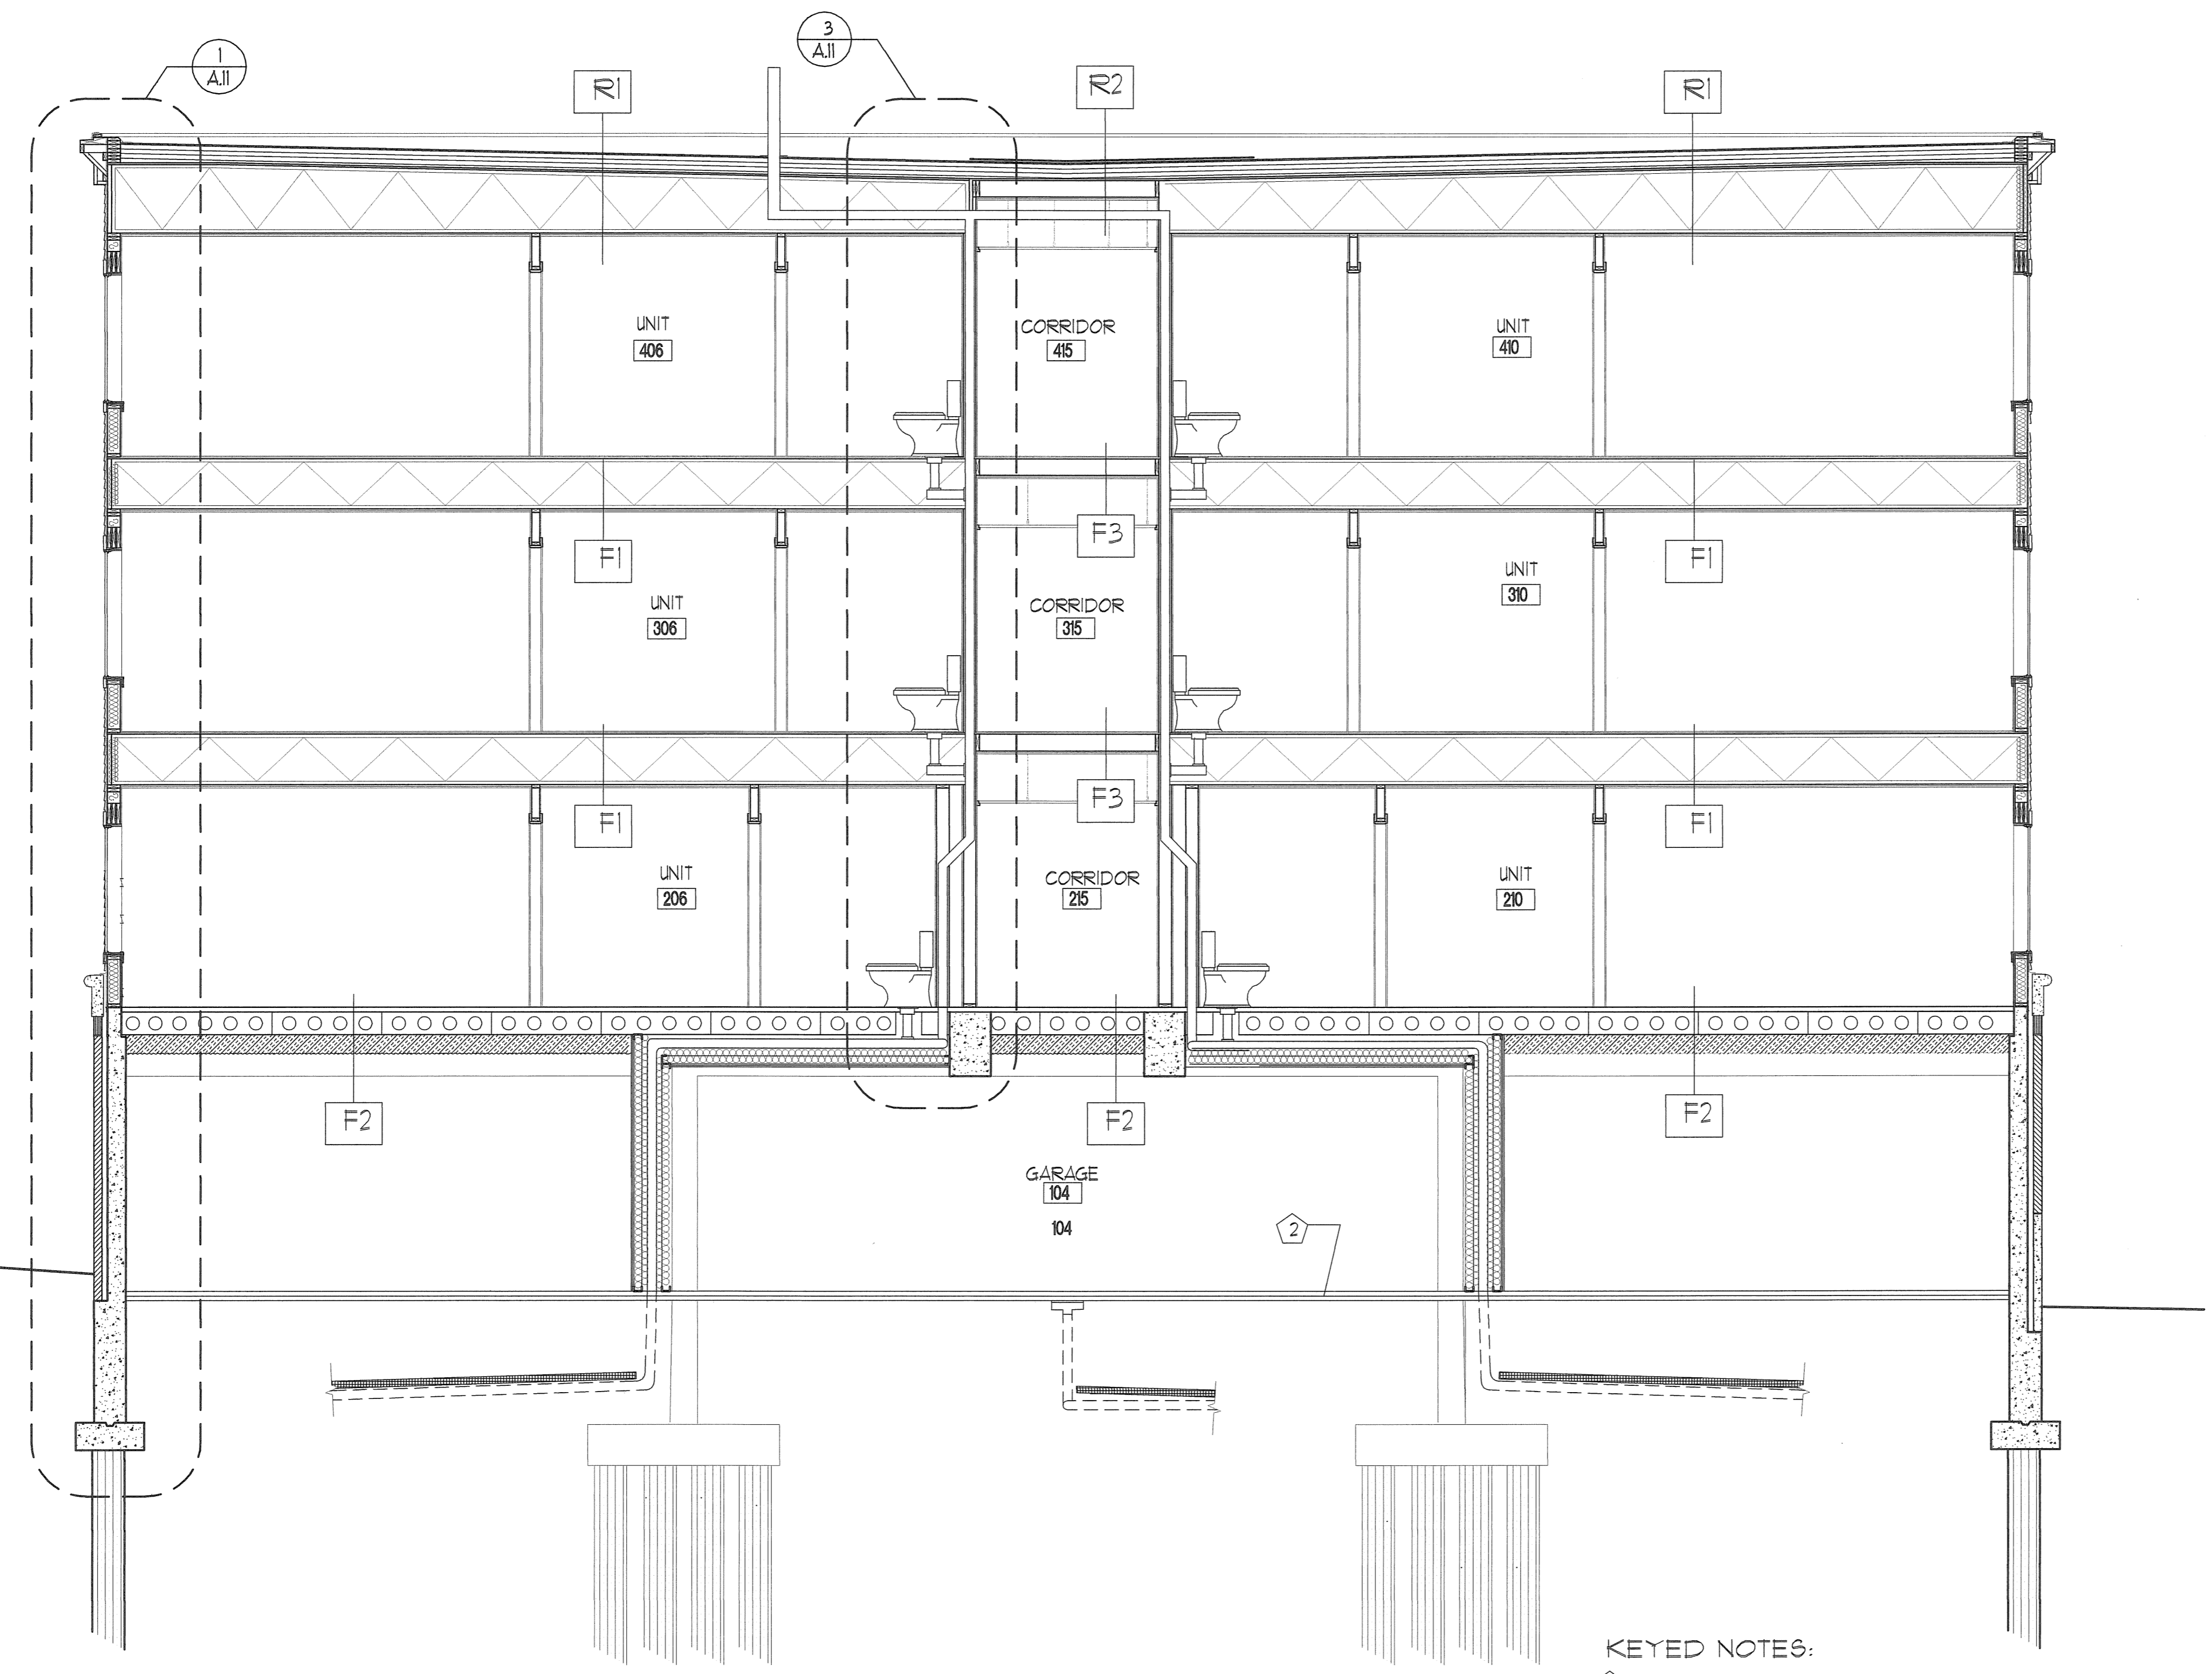 1
A.11
3
A.11
R1
R2
R1
UNIT
406
CORRIDOR
415
UNIT
410
F1
F3
F1
UNIT
306
CORRIDOR
315
UNIT
310
F1
F3
F1
UNIT
206
CORRIDOR
215
UNIT
210
F2
F2
F2
GARAGE
104
104
2
KEYED NOTES: